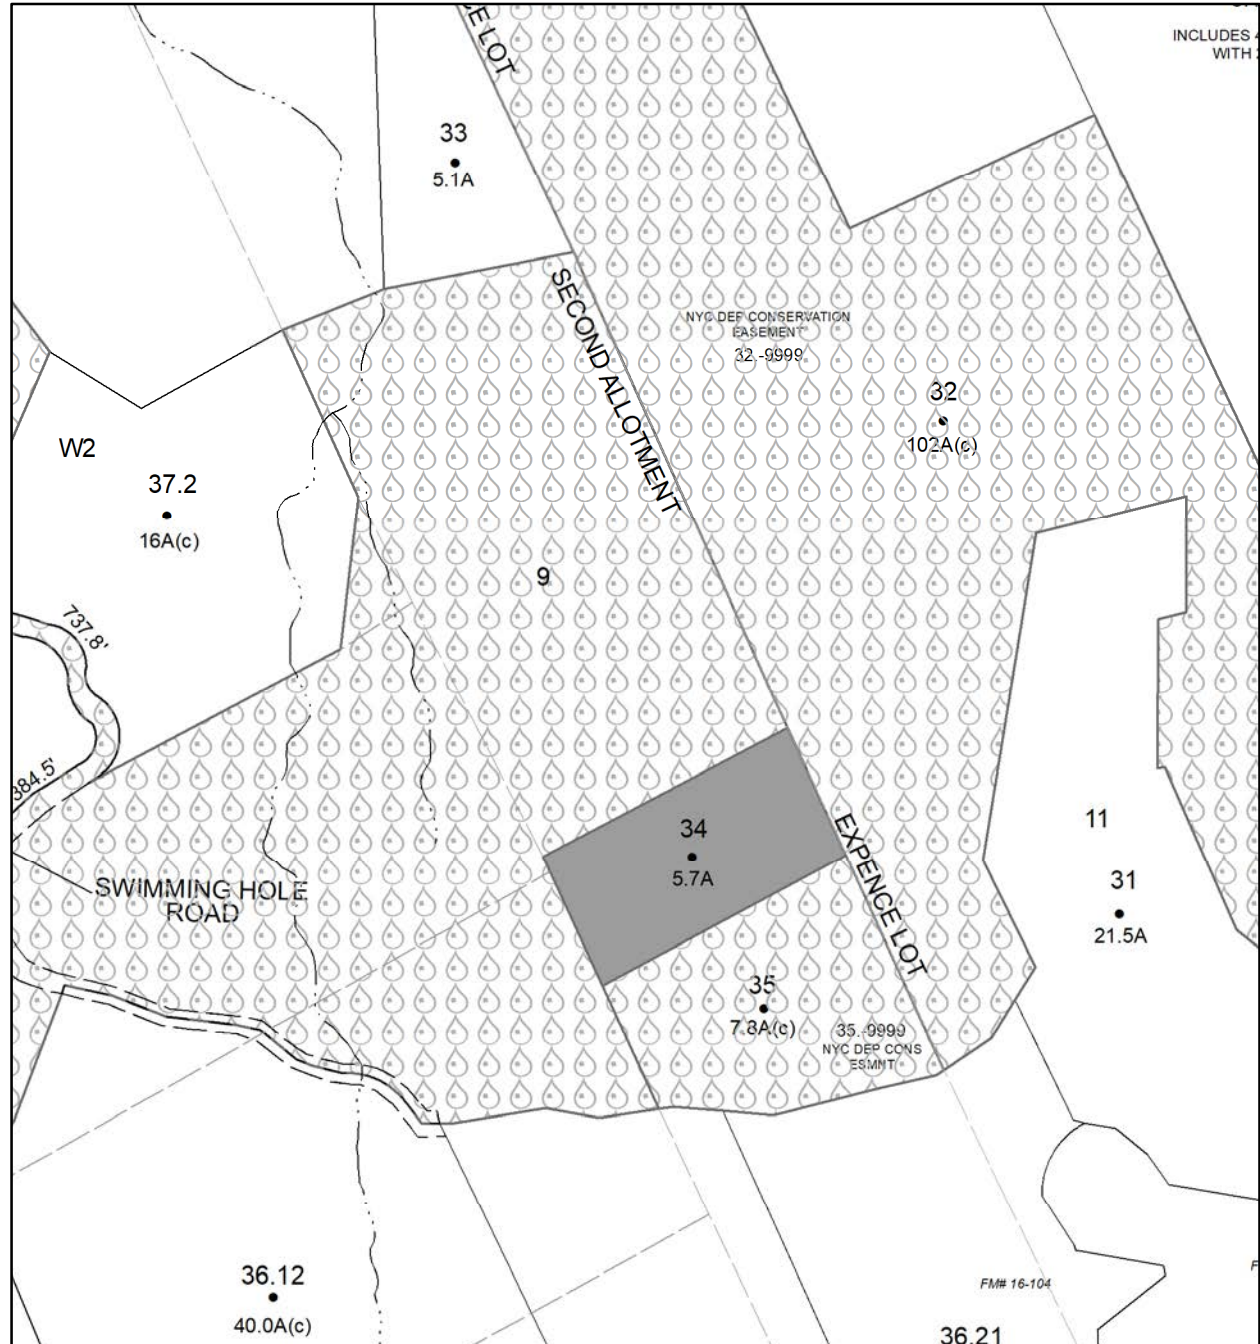 CE LOT
INCLUDES
WITH
33
5.1A
SECOND ALLOTMENT
NYC DEP CONSERVATION
EASEMENT
32.-9999
32
102A(c)
W2
37.2
16A(c)
9
737.8'
384.5'
34
5.7A
EXPENCE LOT
11
31
21.5A
SWIMMING HOLE
ROAD
35
7.8A(c)
35.-9999
NYC DEP CONS
ESMNT
36.12
40.0A(c)
FM# 16-104
36.21